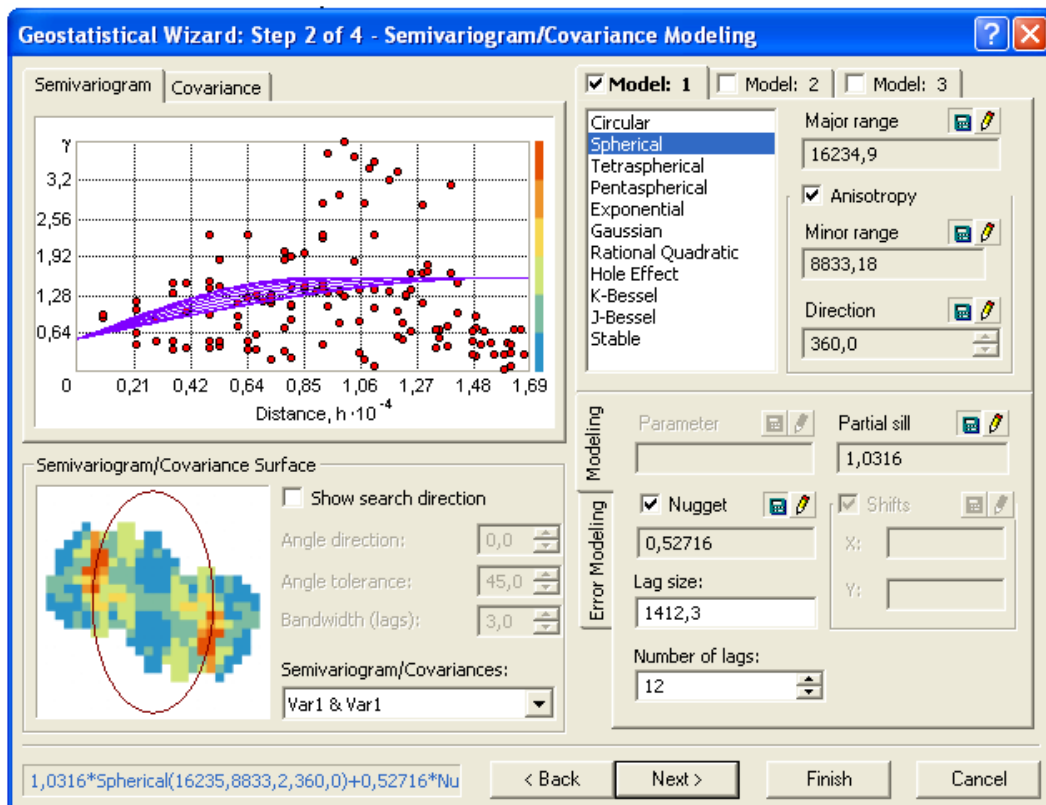 Geostatistical Wizard: Step 2 of 4 - Semivariogram/Covariance Modeling
Semivariogram
Covariance
γ
3,2
2,56
1,92
1,28
0,64
0 0,21 0,42 0,64 0,85 1,06 1,27 1,48 1,69
Distance, h·10⁻⁴
Model: 1
Model: 2
Model: 3
Circular
Spherical
Tetraspherical
Pentaspherical
Exponential
Gaussian
Rational Quadratic
Hole Effect
K-Bessel
J-Bessel
Stable
Major range
16234,9
Anisotropy
Minor range
8833,18
Direction
360,0
Semivariogram/Covariance Surface
Show search direction
Angle direction: 0,0
Angle tolerance: 45,0
Bandwidth (lags): 3,0
Semivariogram/Covariances:
Var1 & Var1
Modeling
Error Modeling
Parameter
Partial sill
1,0316
Nugget
0,52716
Shifts
X:
Y:
Lag size:
1412,3
Number of lags:
12
1,0316*Spherical(16235,8833,2,360,0)+0,52716*Nu
< Back
Next >
Finish
Cancel